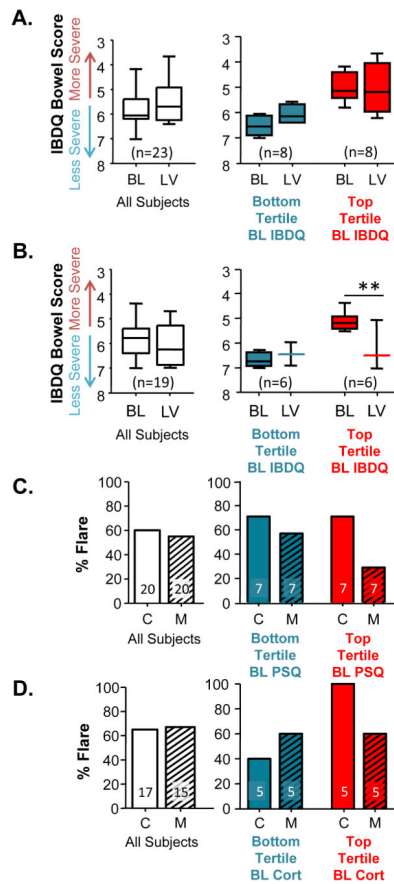 A.
IBDQ Bowel Score
Less Severe More Severe
3
4
5
6
7
8
(n=23)
BL LV
All Subjects
3
4
5
6
7
8
(n=8) (n=8)
BL LV BL LV
Bottom Top
Tertile Tertile
BL IBDQ BL IBDQ
B.
IBDQ Bowel Score
Less Severe More Severe
3
4
5
6
7
8
(n=19)
BL LV
All Subjects
3
4
5
6
7
8
**
(n=6) (n=6)
BL LV BL LV
Bottom Top
Tertile Tertile
BL IBDQ BL IBDQ
C.
% Flare
100
80
60
40
20
0
20 20
C M
All Subjects
100
80
60
40
20
0
7 7 7 7
C M C M
Bottom Top
Tertile Tertile
BL PSQ BL PSQ
D.
% Flare
100
80
60
40
20
0
17 15
C M
All Subjects
100
80
60
40
20
0
5 5 5 5
C M C M
Bottom Top
Tertile Tertile
BL Cort BL Cort